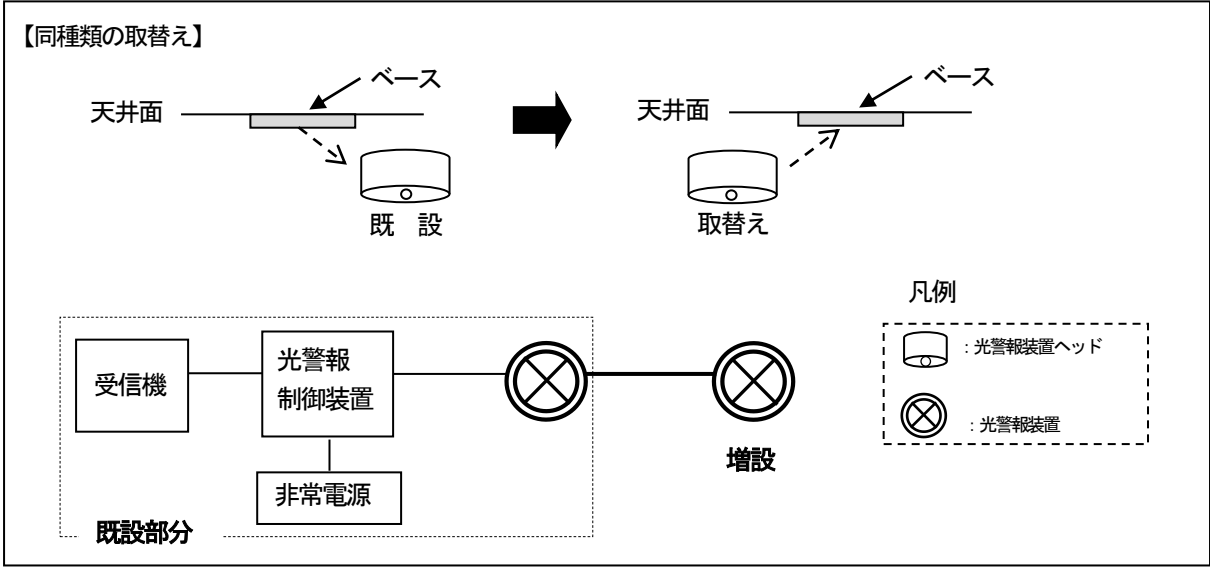 【同種類の取替え】
ベース
天井面
既　設
ベース
天井面
取替え
凡例
：光警報装置ヘッド
：光警報装置
受信機
光警報
制御装置
非常電源
既設部分
増設